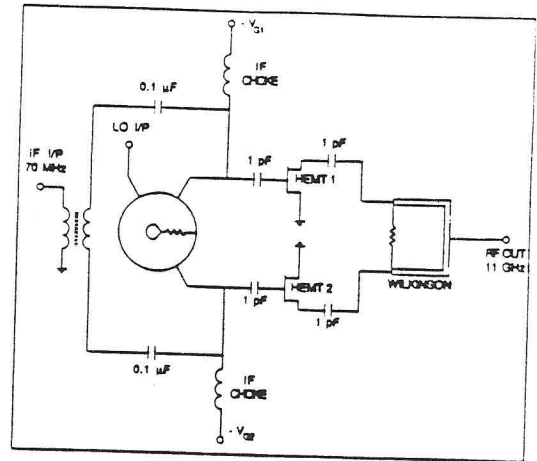 - V G1
IF
CHOKE
0.1 µF
LO I/P
IF I/P
70 MHz
1 pF
1 pF
HEMT 1
HEMT 2
1 pF
1 pF
WILKINSON
RF OUT
11 GHz
0.1 µF
IF
CHOKE
- V G2